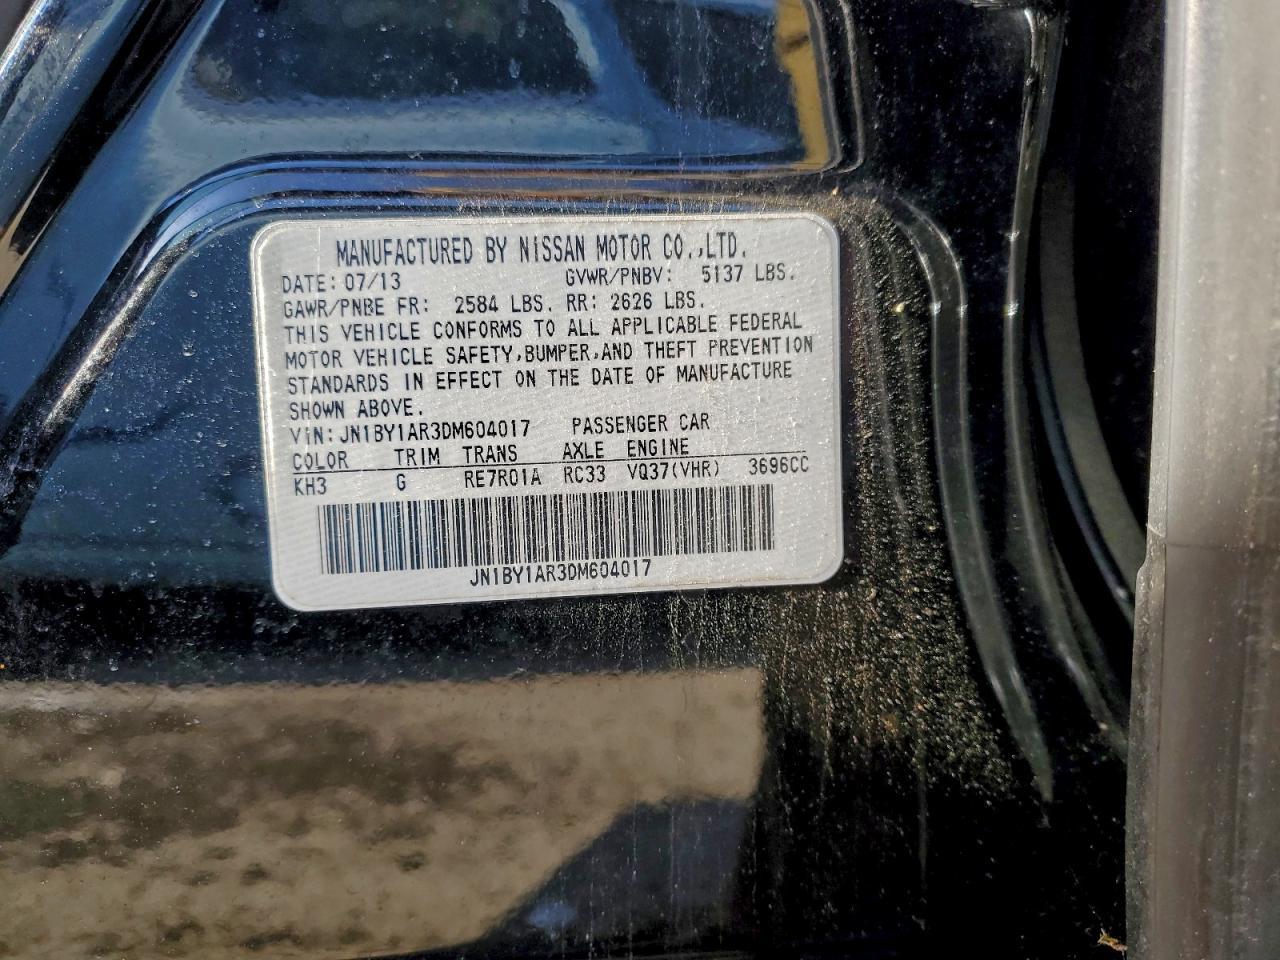 MANUFACTURED BY NISSAN MOTOR CO.,LTD.
DATE: 07/13 GVWR/PNBV: 5137 LBS.
GAWR/PNBE FR: 2584 LBS. RR: 2626 LBS.
THIS VEHICLE CONFORMS TO ALL APPLICABLE FEDERAL
MOTOR VEHICLE SAFETY,BUMPER,AND THEFT PREVENTION
STANDARDS IN EFFECT ON THE DATE OF MANUFACTURE
SHOWN ABOVE.
VIN: JN1BY1AR3DM604017 PASSENGER CAR
COLOR TRIM TRANS AXLE ENGINE
KH3 G RE7R01A RC33 VQ37(VHR) 3696CC
JN1BY1AR3DM604017